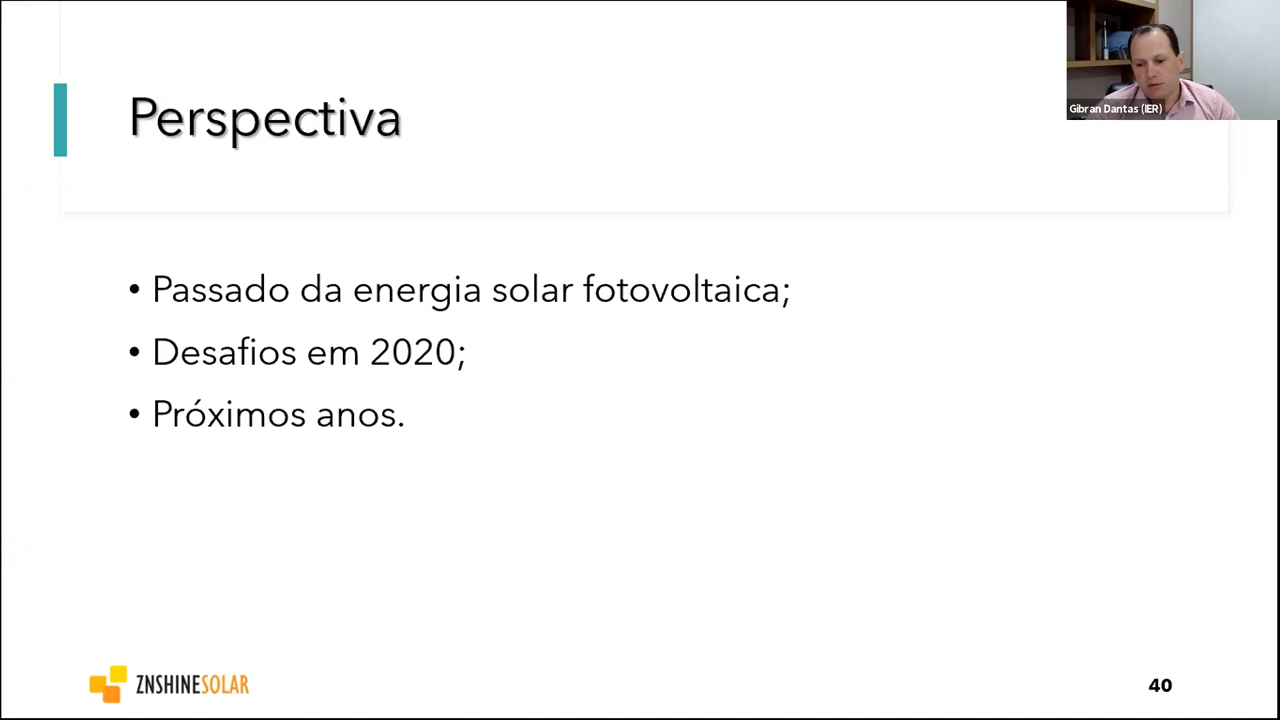 Perspectiva
Gibran Dantas (IER)
• Passado da energia solar fotovoltaica;
• Desafios em 2020;
• Próximos anos.
ZNSHINESOLAR
40